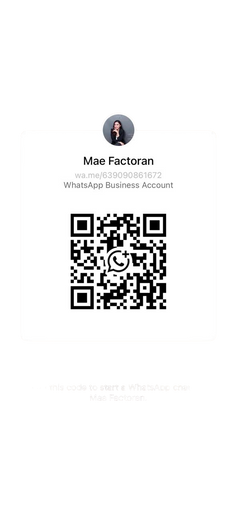 Mae Factoran
wa.me/639090861672
WhatsApp Business Account
this code to start a WhatsApp chat
Mae Factoran